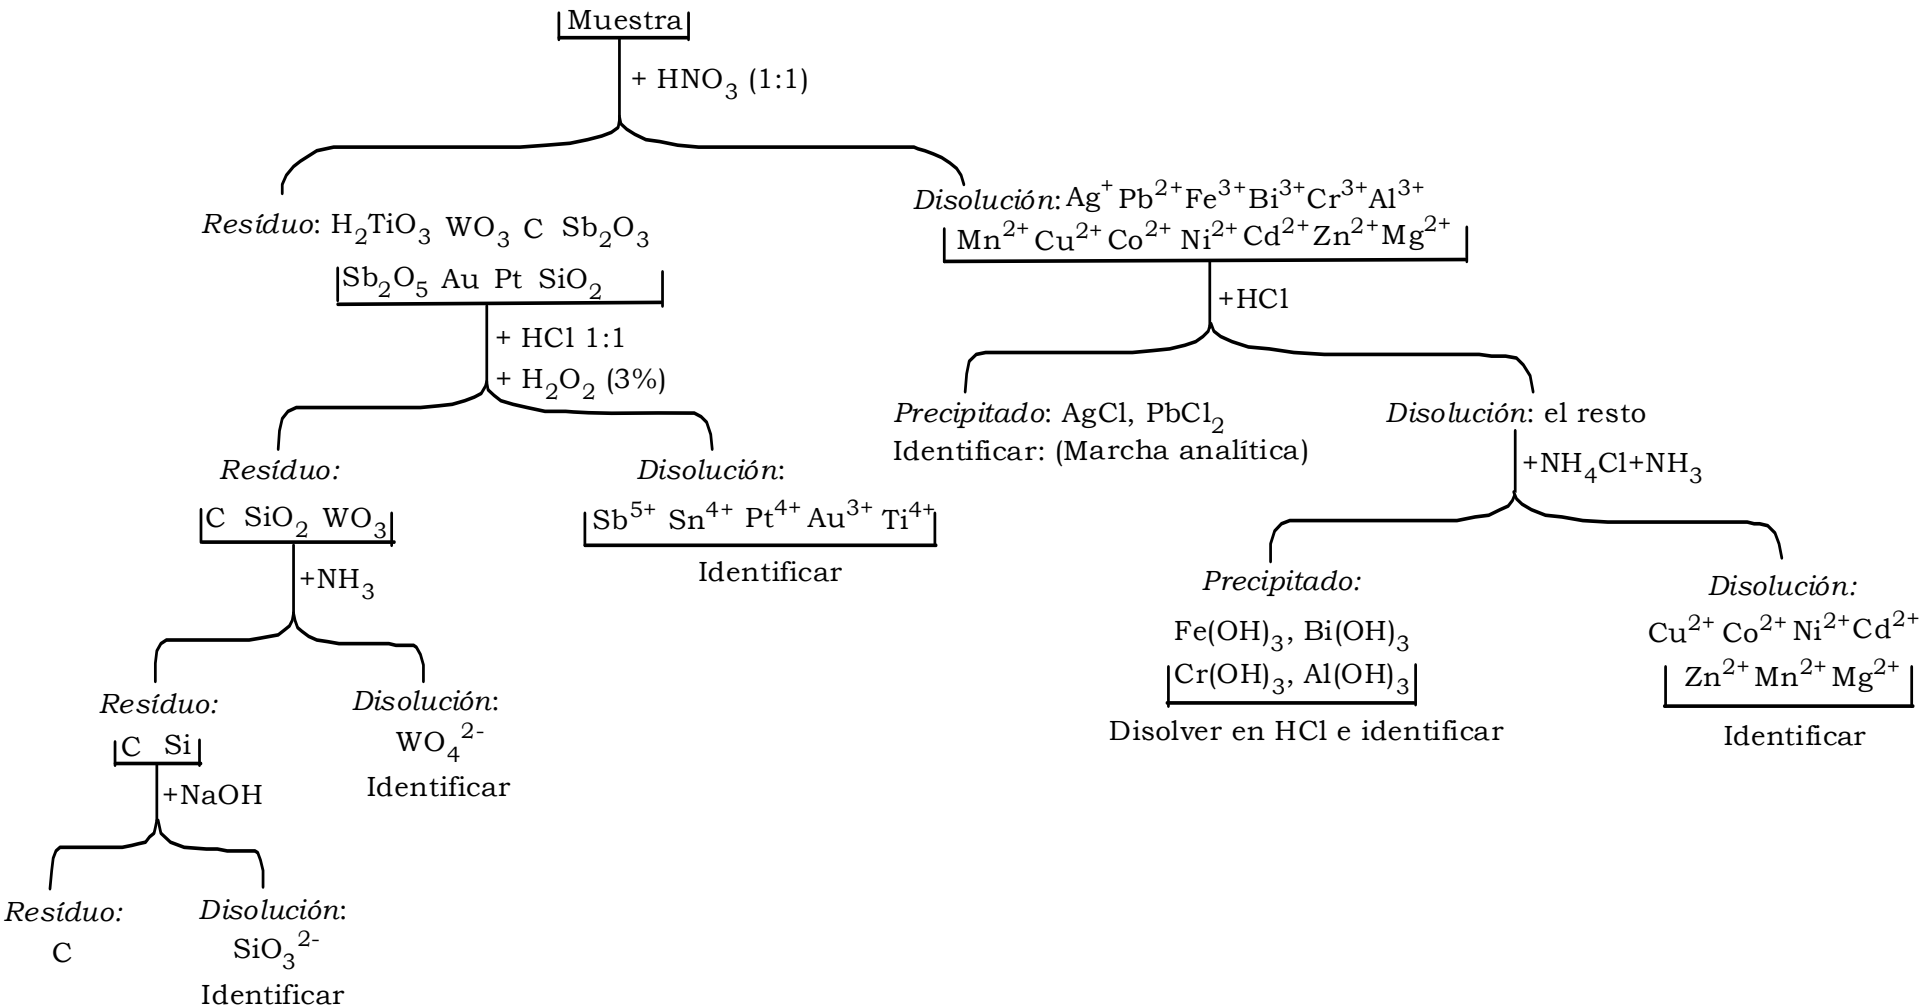 Muestra
+ HNO3 (1:1)
Resíduo: H2TiO3 WO3 C Sb2O3
Sb2O5 Au Pt SiO2
Disolución: Ag+ Pb2+ Fe3+ Bi3+ Cr3+ Al3+
Mn2+ Cu2+ Co2+ Ni2+ Cd2+ Zn2+ Mg2+
+ HCl 1:1
+ H2O2 (3%)
+HCl
Resíduo:
C SiO2 WO3
Disolución:
Sb5+ Sn4+ Pt4+ Au3+ Ti4+
Identificar
Precipitado: AgCl, PbCl2
Identificar: (Marcha analítica)
Disolución: el resto
+NH4Cl+NH3
+NH3
Resíduo:
C Si
Disolución:
WO4 2-
Identificar
Precipitado:
Fe(OH)3, Bi(OH)3
Cr(OH)3, Al(OH)3
Disolver en HCl e identificar
Disolución:
Cu2+ Co2+ Ni2+ Cd2+
Zn2+ Mn2+ Mg2+
Identificar
+NaOH
Resíduo:
C
Disolución:
SiO3 2-
Identificar